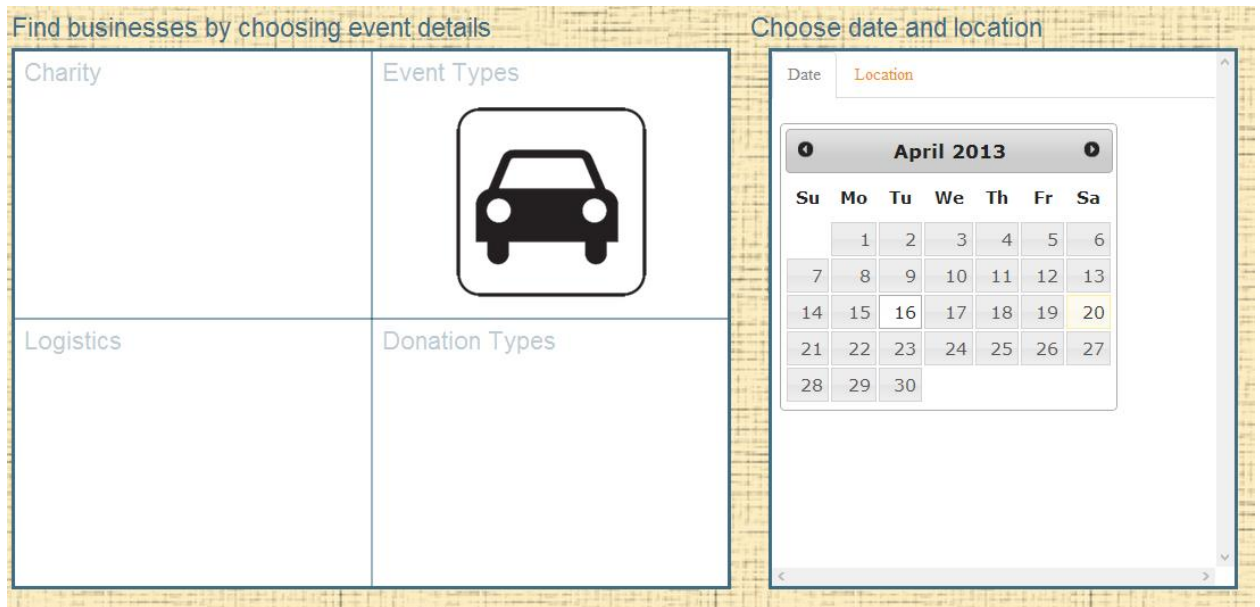 Find businesses by choosing event details
Charity
Event Types
Logistics
Donation Types
Choose date and location
Date Location
April 2013
Su Mo Tu We Th Fr Sa
1 2 3 4 5 6
7 8 9 10 11 12 13
14 15 16 17 18 19 20
21 22 23 24 25 26 27
28 29 30